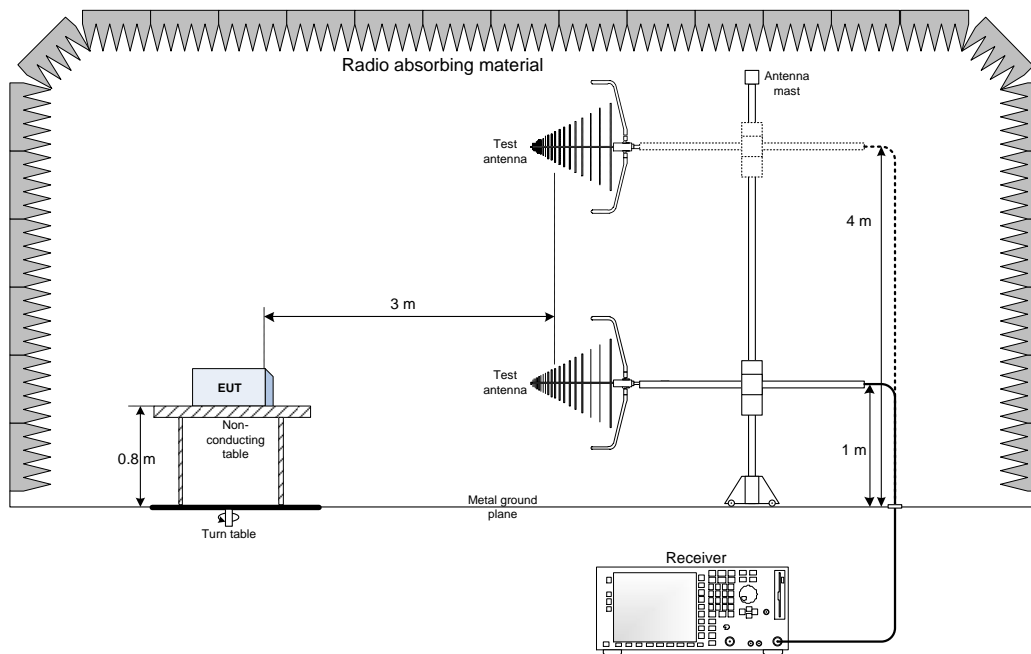 Radio absorbing material
Antenna
mast
Test
antenna
4 m
3 m
Test
antenna
EUT
Non-
conducting
table
0.8 m
1 m
Metal ground
plane
Turn table
Receiver